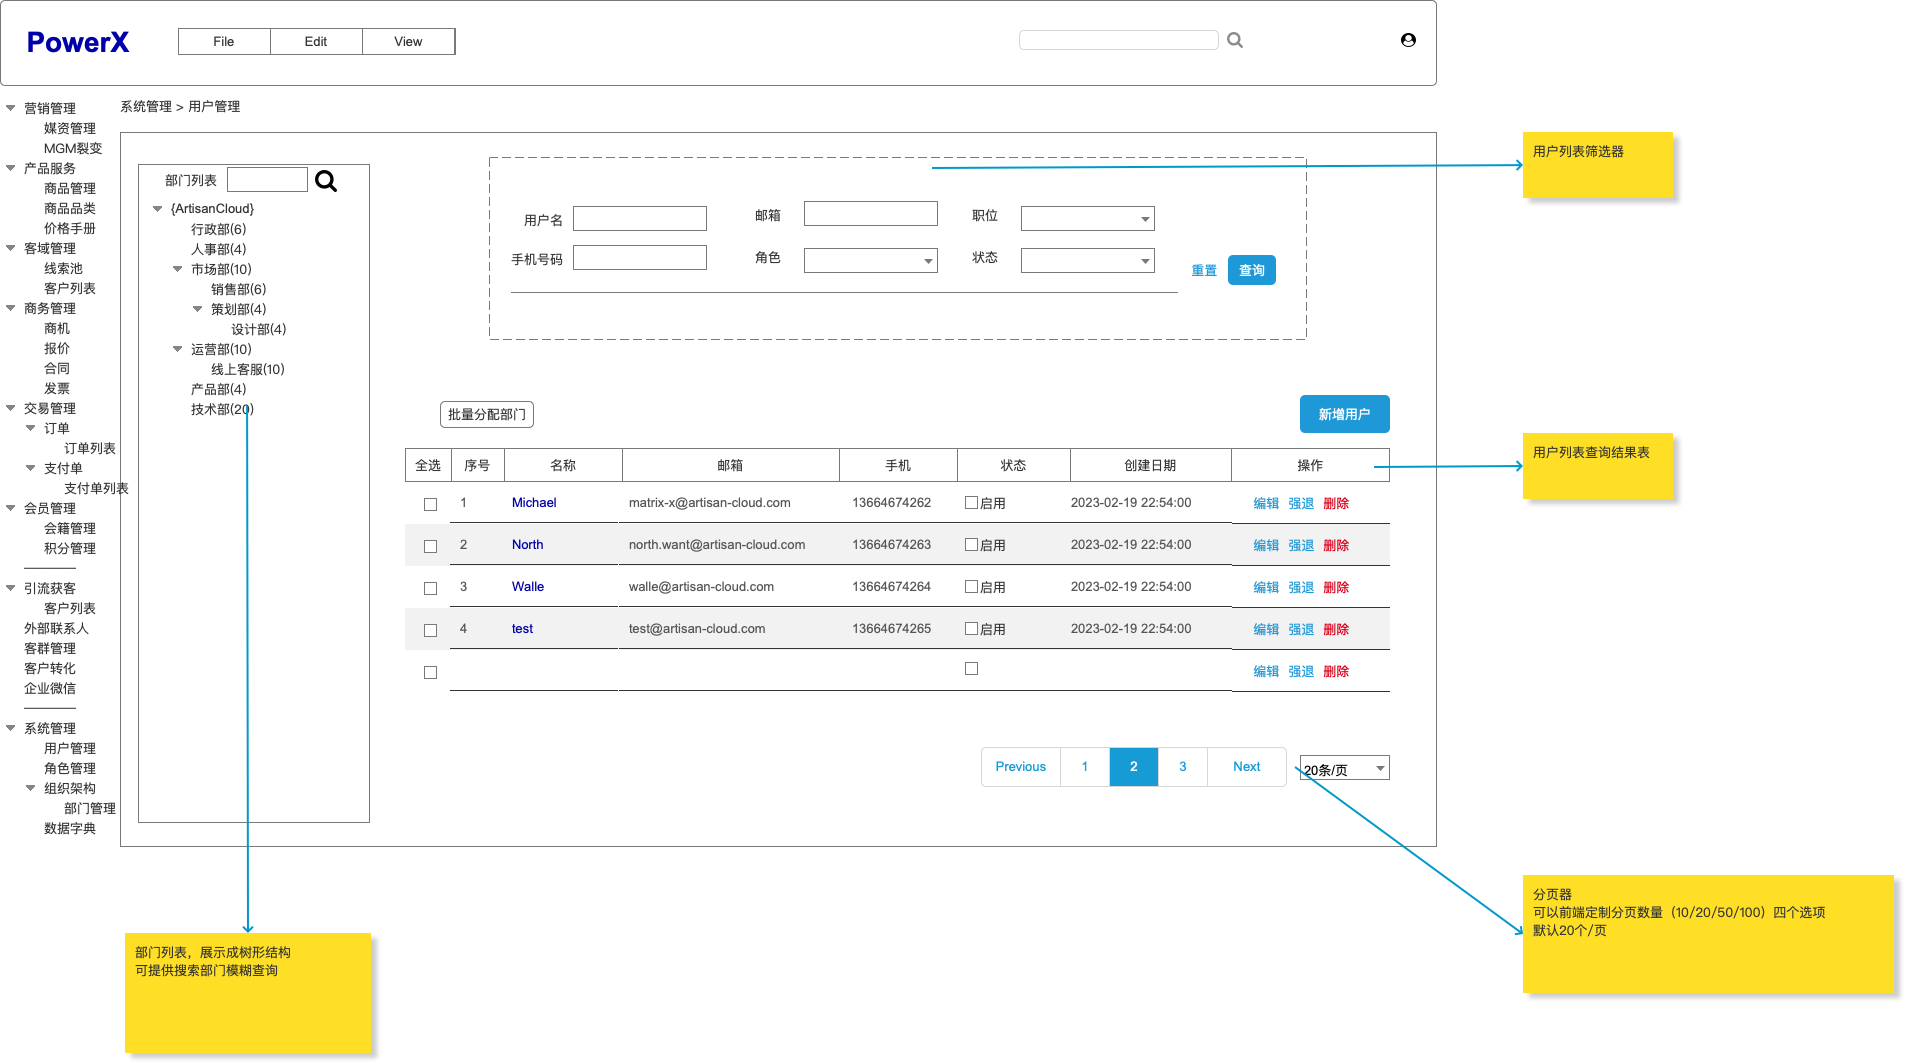 PowerX
File Edit View
系统管理 > 用户管理
营销管理
媒资管理
MGM裂变
产品服务
商品管理
商品品类
价格手册
客域管理
线索池
客户列表
商务管理
商机
报价
合同
发票
交易管理
订单
订单列表
支付单
支付单列表
会员管理
会籍管理
积分管理
引流获客
客户列表
外部联系人
客群管理
客户转化
企业微信
系统管理
用户管理
角色管理
组织架构
部门管理
数据字典
部门列表
{ArtisanCloud}
行政部(6)
人事部(4)
市场部(10)
销售部(6)
策划部(4)
设计部(4)
运营部(10)
线上客服(10)
产品部(4)
技术部(20)
用户名 邮箱 职位
手机号码 角色 状态
重置 查询
批量分配部门 新增用户
全选 序号 名称 邮箱 手机 状态 创建日期 操作
1 Michael matrix-x@artisan-cloud.com 13664674262 启用 2023-02-19 22:54:00 编辑 强退 删除
2 North north.want@artisan-cloud.com 13664674263 启用 2023-02-19 22:54:00 编辑 强退 删除
3 Walle walle@artisan-cloud.com 13664674264 启用 2023-02-19 22:54:00 编辑 强退 删除
4 test test@artisan-cloud.com 13664674265 启用 2023-02-19 22:54:00 编辑 强退 删除
编辑 强退 删除
Previous 1 2 3 Next 20条/页
用户列表筛选器
用户列表查询结果表
分页器
可以前端定制分页数量（10/20/50/100）四个选项
默认20个/页
部门列表，展示成树形结构
可提供搜索部门模糊查询